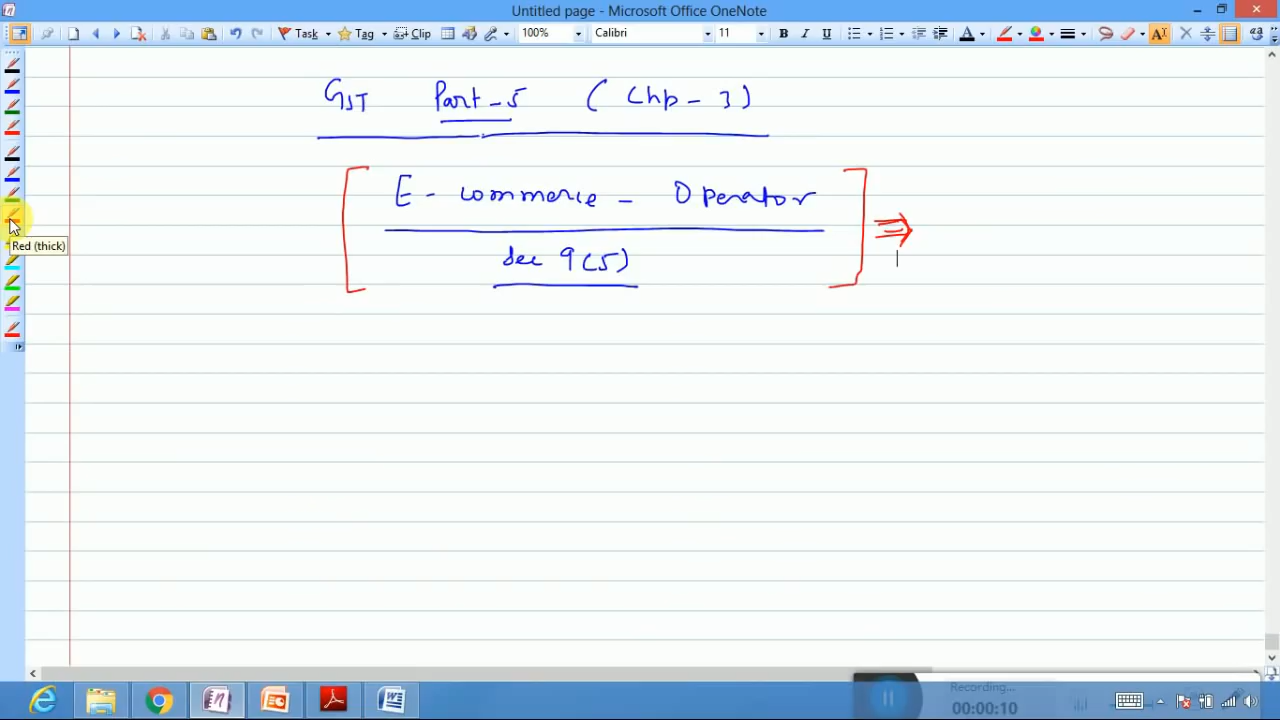 Untitled page - Microsoft Office OneNote
Task Tag Clip 100% Calibri 11 B I U A
GST Part-5 (Chp-3)
E-commerce-Operator
Sec 9(5)
Red (thick)
Recording...
00:00:10